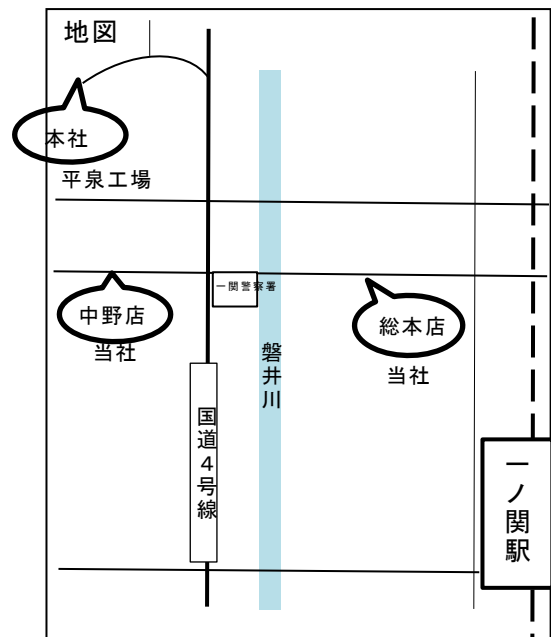 地図
本社
平泉工場
一関警察署
中野店
当社
総本店
当社
磐井川
国道４号線
一ノ関駅